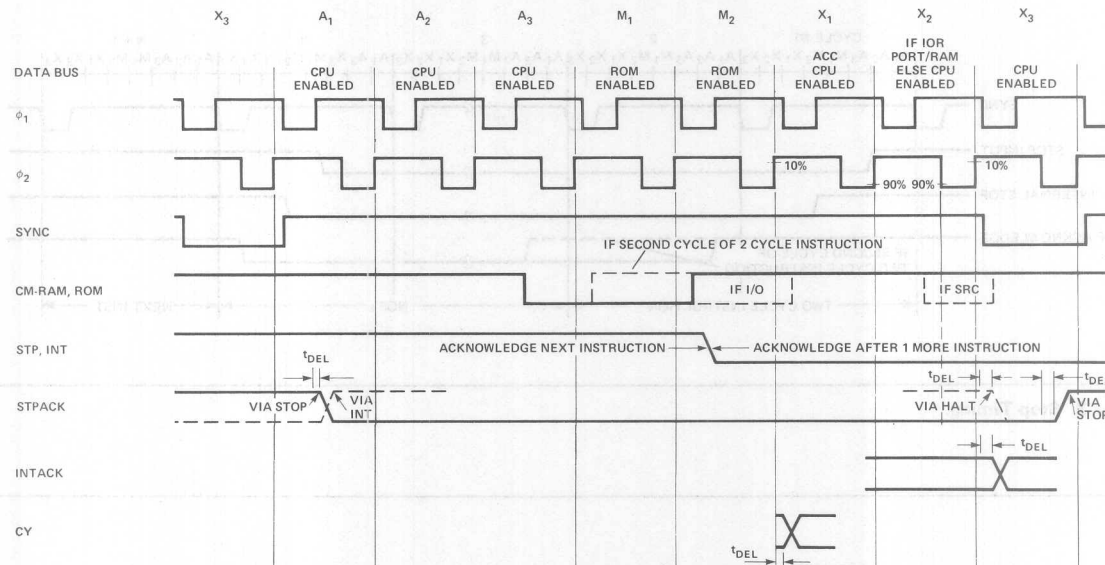 X3 A1 A2 A3 M1 M2 X1 X2 X3
DATA BUS
CPU ENABLED
CPU ENABLED
CPU ENABLED
ROM ENABLED
ROM ENABLED
ACC CPU ENABLED
IF IOR PORT/RAM ELSE CPU ENABLED
CPU ENABLED
ϕ1
ϕ2
10%
90% 90%
10%
SYNC
IF SECOND CYCLE OF 2 CYCLE INSTRUCTION
CM-RAM, ROM
IF I/O
IF SRC
STP, INT
ACKNOWLEDGE NEXT INSTRUCTION
ACKNOWLEDGE AFTER 1 MORE INSTRUCTION
tDEL
tDEL
STPACK
VIA STOP
VIA INT
VIA HALT
VIA
INTACK
tDEL
CY
tDEL